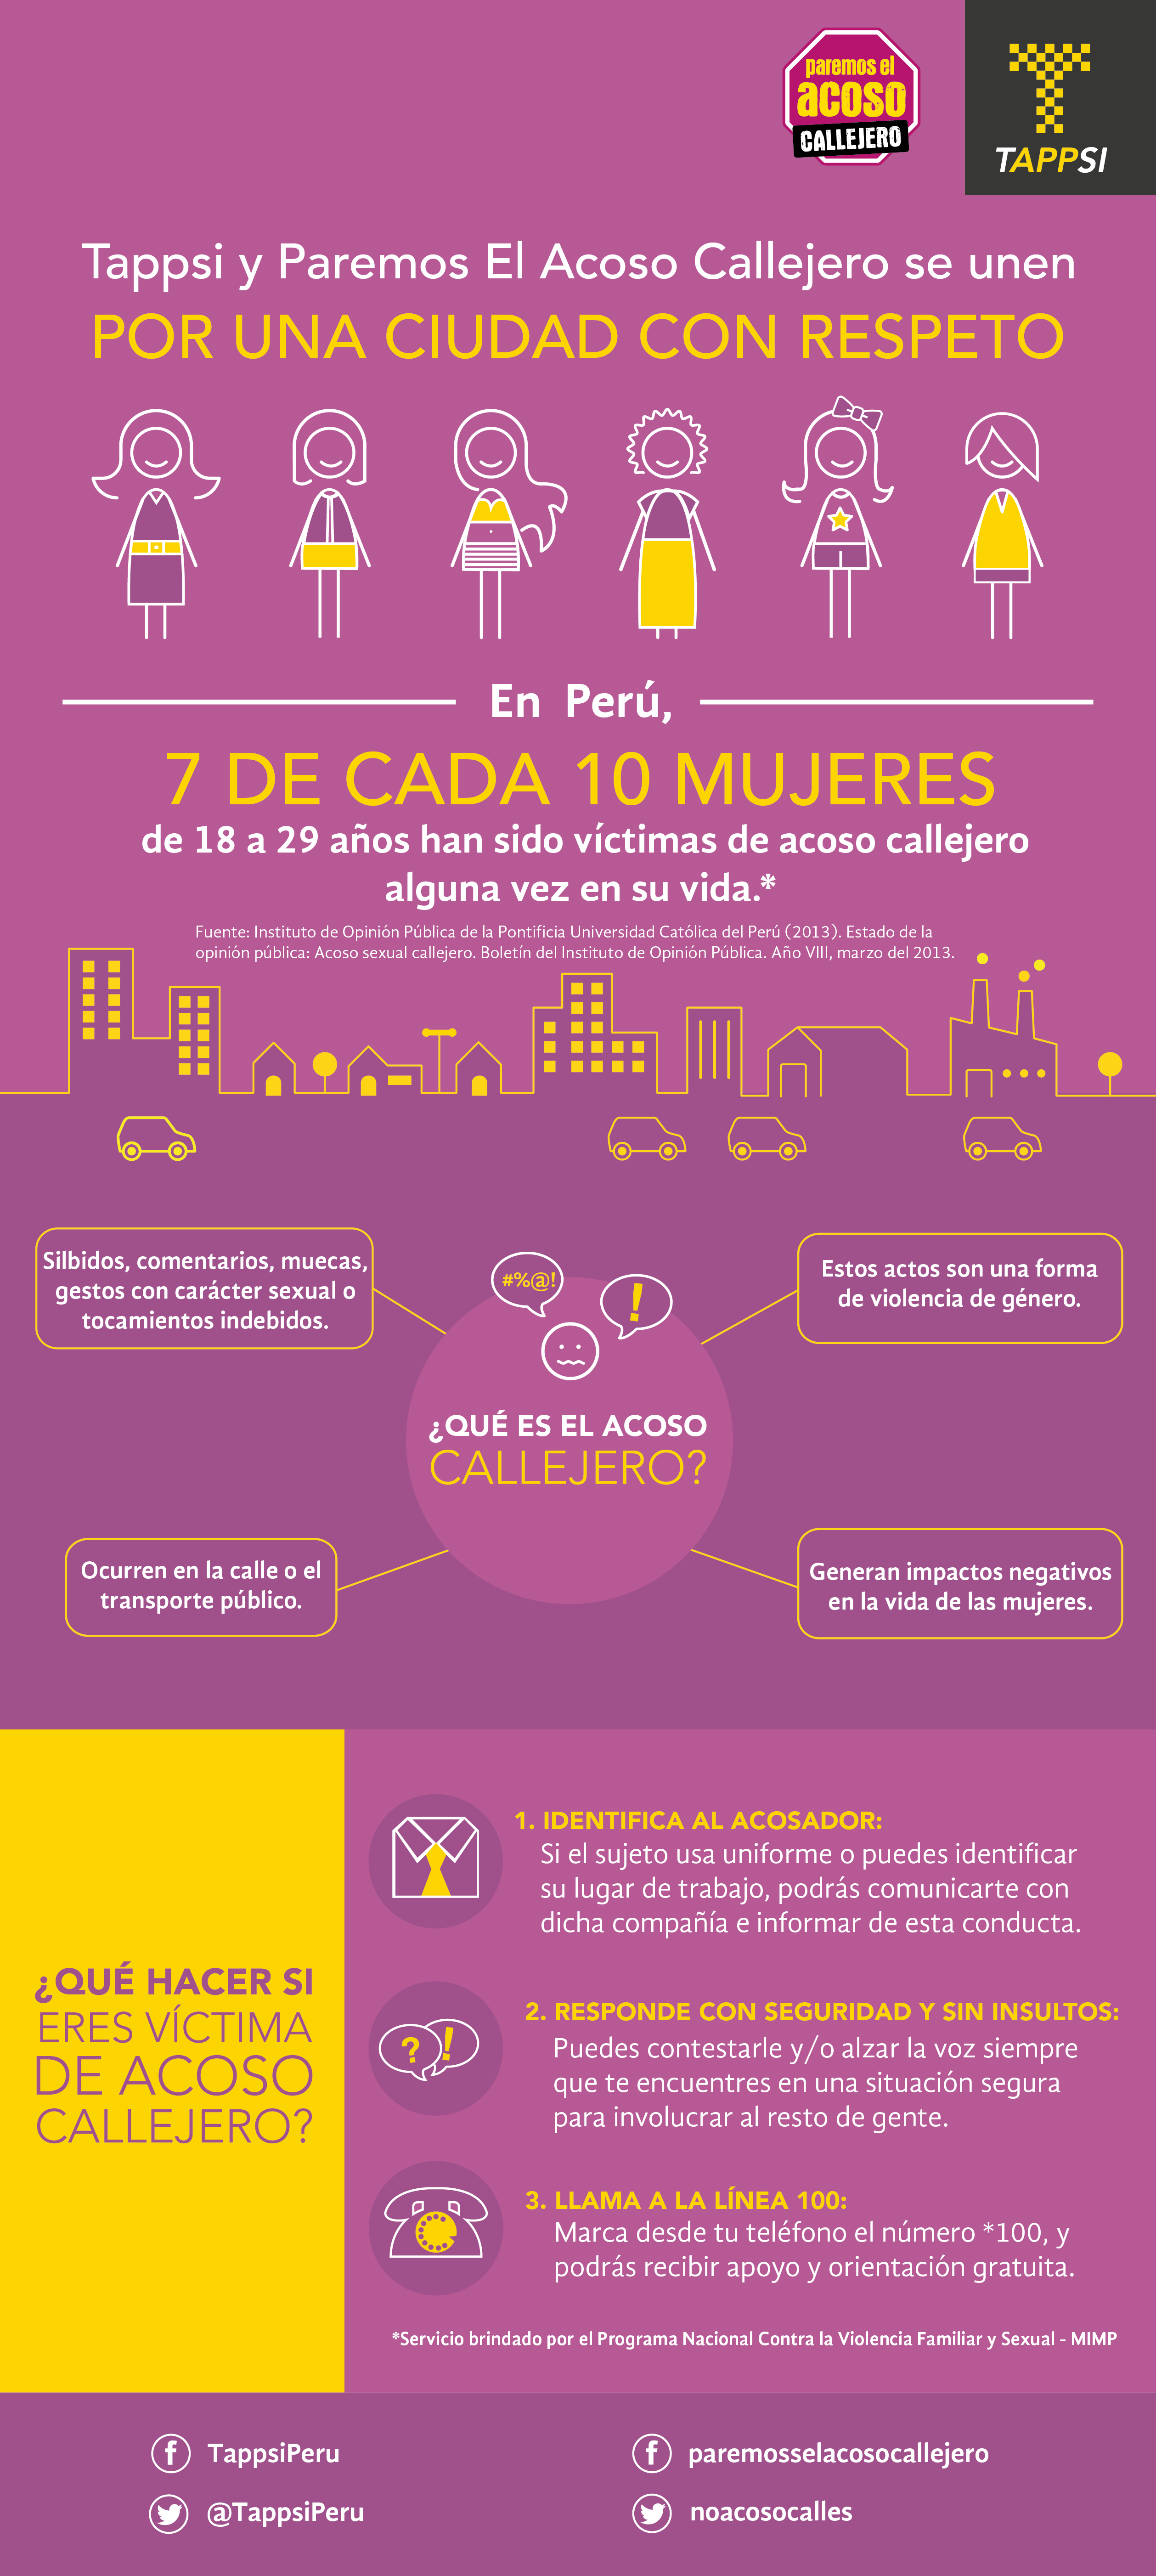 paremos el
acoso
CALLEJERO
TAPPSI
Tappsi y Paremos El Acoso Callejero se unen
POR UNA CIUDAD CON RESPETO
En Perú,
7 DE CADA 10 MUJERES
de 18 a 29 años han sido víctimas de acoso callejero
alguna vez en su vida.*
Fuente: Instituto de Opinión Pública de la Pontificia Universidad Católica del Perú (2013). Estado de la
opinión pública: Acoso sexual callejero. Boletín del Instituto de Opinión Pública. Año VIII, marzo del 2013.
Silbidos, comentarios, muecas,
gestos con carácter sexual o
tocamientos indebidos.
#%@!
!
Estos actos son una forma
de violencia de género.
¿QUÉ ES EL ACOSO
CALLEJERO?
Ocurren en la calle o el
transporte público.
Generan impactos negativos
en la vida de las mujeres.
¿QUÉ HACER SI
ERES VÍCTIMA
DE ACOSO
CALLEJERO?
1. IDENTIFICA AL ACOSADOR:
Si el sujeto usa uniforme o puedes identificar
su lugar de trabajo, podrás comunicarte con
dicha compañía e informar de esta conducta.
? !
2. RESPONDE CON SEGURIDAD Y SIN INSULTOS:
Puedes contestarle y/o alzar la voz siempre
que te encuentres en una situación segura
para involucrar al resto de gente.
3. LLAMA A LA LÍNEA 100:
Marca desde tu teléfono el número *100, y
podrás recibir apoyo y orientación gratuita.
*Servicio brindado por el Programa Nacional Contra la Violencia Familiar y Sexual - MIMP
f TappsiPeru
@TappsiPeru
f paremosselacosocallejero
noacosocalles